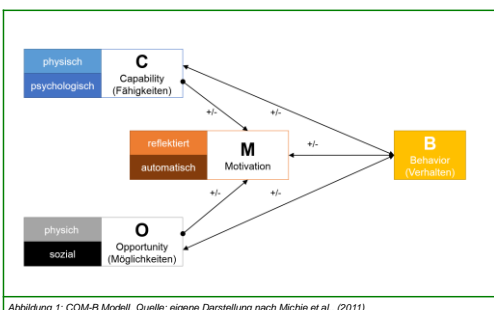 physisch
psychologisch
C
Capability
(Fähigkeiten)
+/-
+/-
reflektiert
automatisch
M
Motivation
+/-
B
Behavior
(Verhalten)
+/-
+/-
physich
sozial
O
Opportunity
(Möglichkeiten)
Abbildung 1: COM-B Modell. Quelle: eigene Darstellung nach Michie et al., (2011)